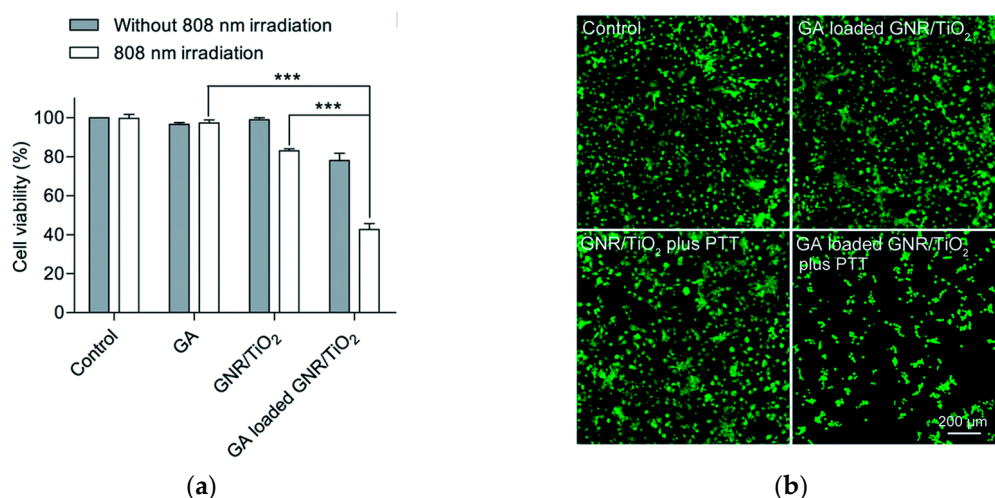 Without 808 nm irradiation
808 nm irradiation
***
***
Cell viability (%)
100
80
60
40
20
0
Control
GA
GNR/TiO₂
GA loaded GNR/TiO₂
(a)
Control
GA loaded GNR/TiO₂
GNR/TiO₂ plus PTT
GA loaded GNR/TiO₂
plus PTT
200 µm
(b)